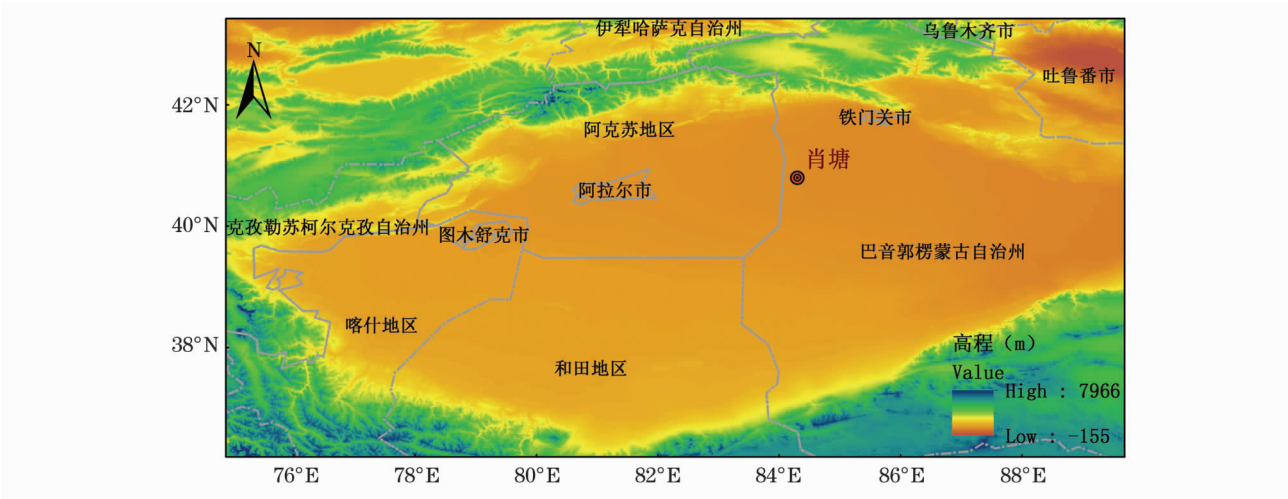 伊犁哈萨克自治州
乌鲁木齐市
N
吐鲁番市
42°N
铁门关市
阿克苏地区
肖塘
阿拉尔市
40°N
克孜勒苏柯尔克孜自治州
图木舒克市
巴音郭楞蒙古自治州
喀什地区
38°N
高程（m）
和田地区
Value
High : 7966
Low : -155
76°E 78°E 80°E 82°E 84°E 86°E 88°E